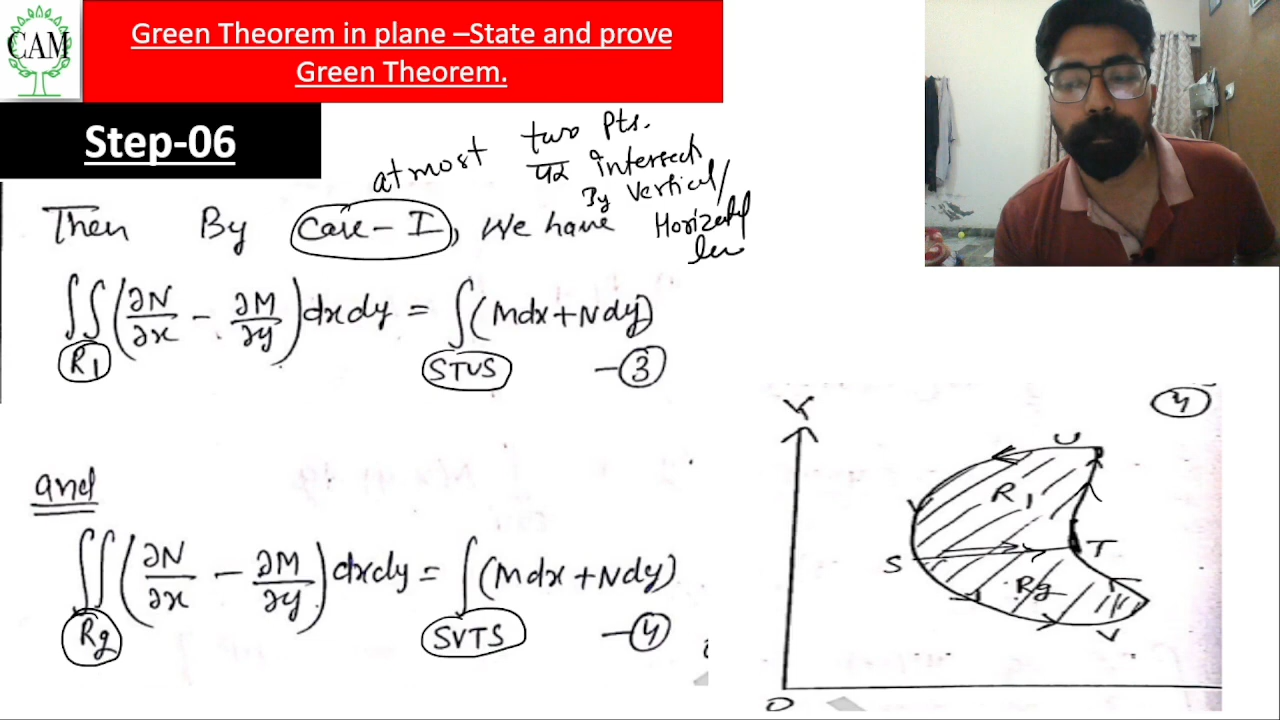 CAM
Green Theorem in plane –State and prove
Green Theorem.
Step-06
atmost two pts.
पर intersect
By Vertical/
Horizontal
Then By Case-I, We have
∬(∂N/∂x - ∂M/∂y)dxdy = ∫(Mdx+Ndy)
R1 STUS -③
and
∬(∂N/∂x - ∂M/∂y)dxdy = ∫(Mdx+Ndy)
R2 SVTS -④
Y
④
U
R1
S T
R2
V
O